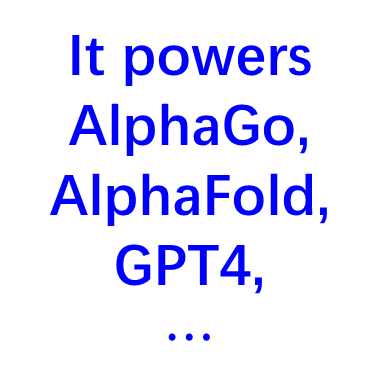 It powers
AlphaGo,
AlphaFold,
GPT4,
...